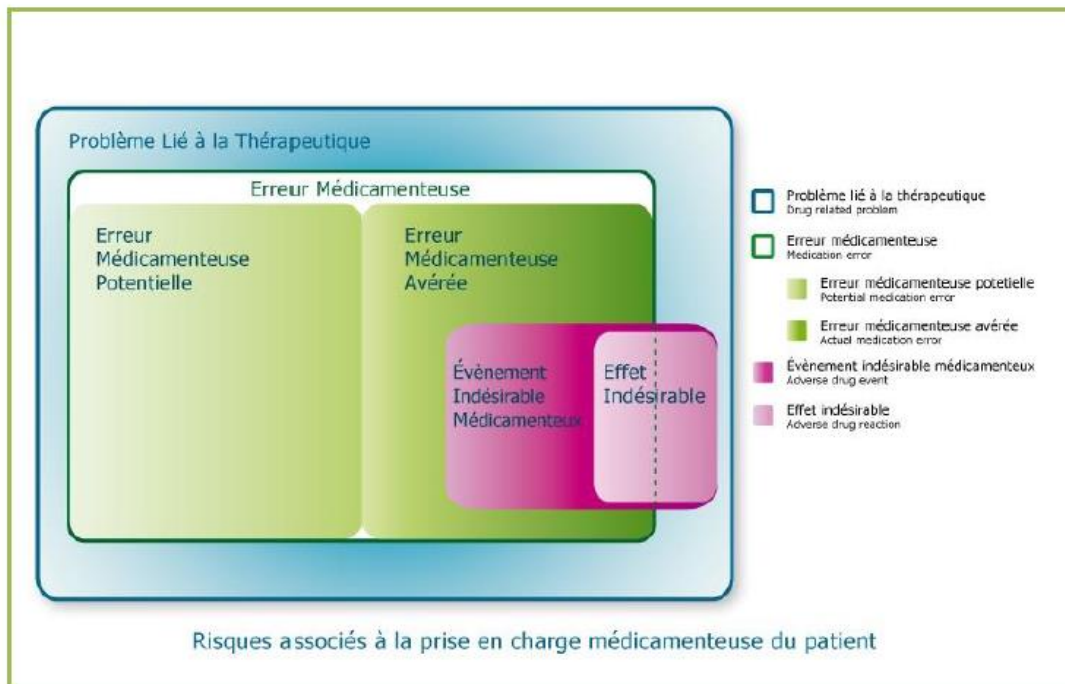 Problème Lié à la Thérapeutique
Erreur Médicamenteuse
Erreur
Médicamenteuse
Potentielle
Erreur
Médicamenteuse
Avérée
Évènement
Indésirable
Médicamenteux
Effet
Indésirable
Problème lié à la thérapeutique
Drug related problem
Erreur médicamenteuse
Medication error
Erreur médicamenteuse potetielle
Potential medication error
Erreur médicamenteuse avérée
Actual medication error
Évènement indésirable médicamenteux
Adverse drug event
Effet indésirable
Adverse drug reaction
Risques associés à la prise en charge médicamenteuse du patient